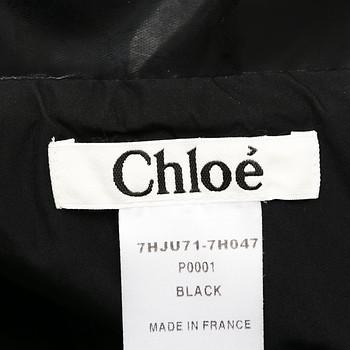 Chloé
7HJU71-7H047
P0001
BLACK
MADE IN FRANCE